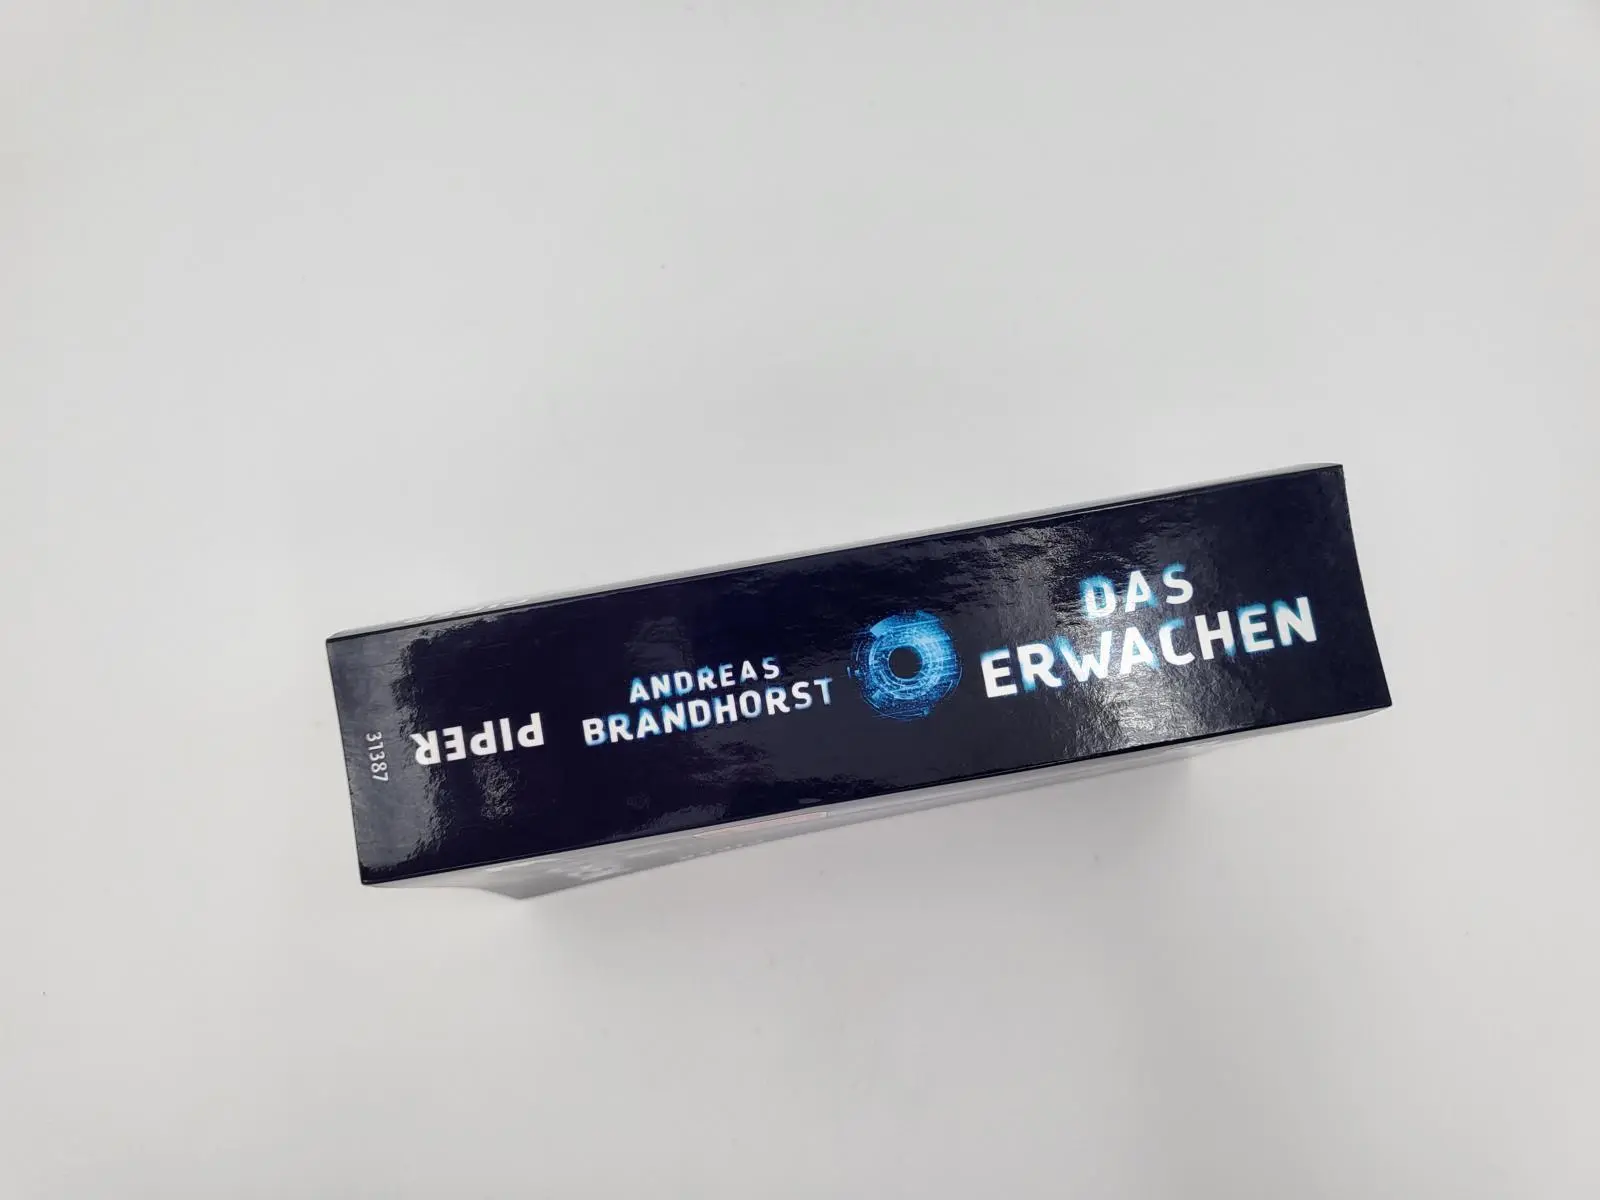 DAS
ERWACHEN
ANDREAS
BRANDHORST
PIPER
31387